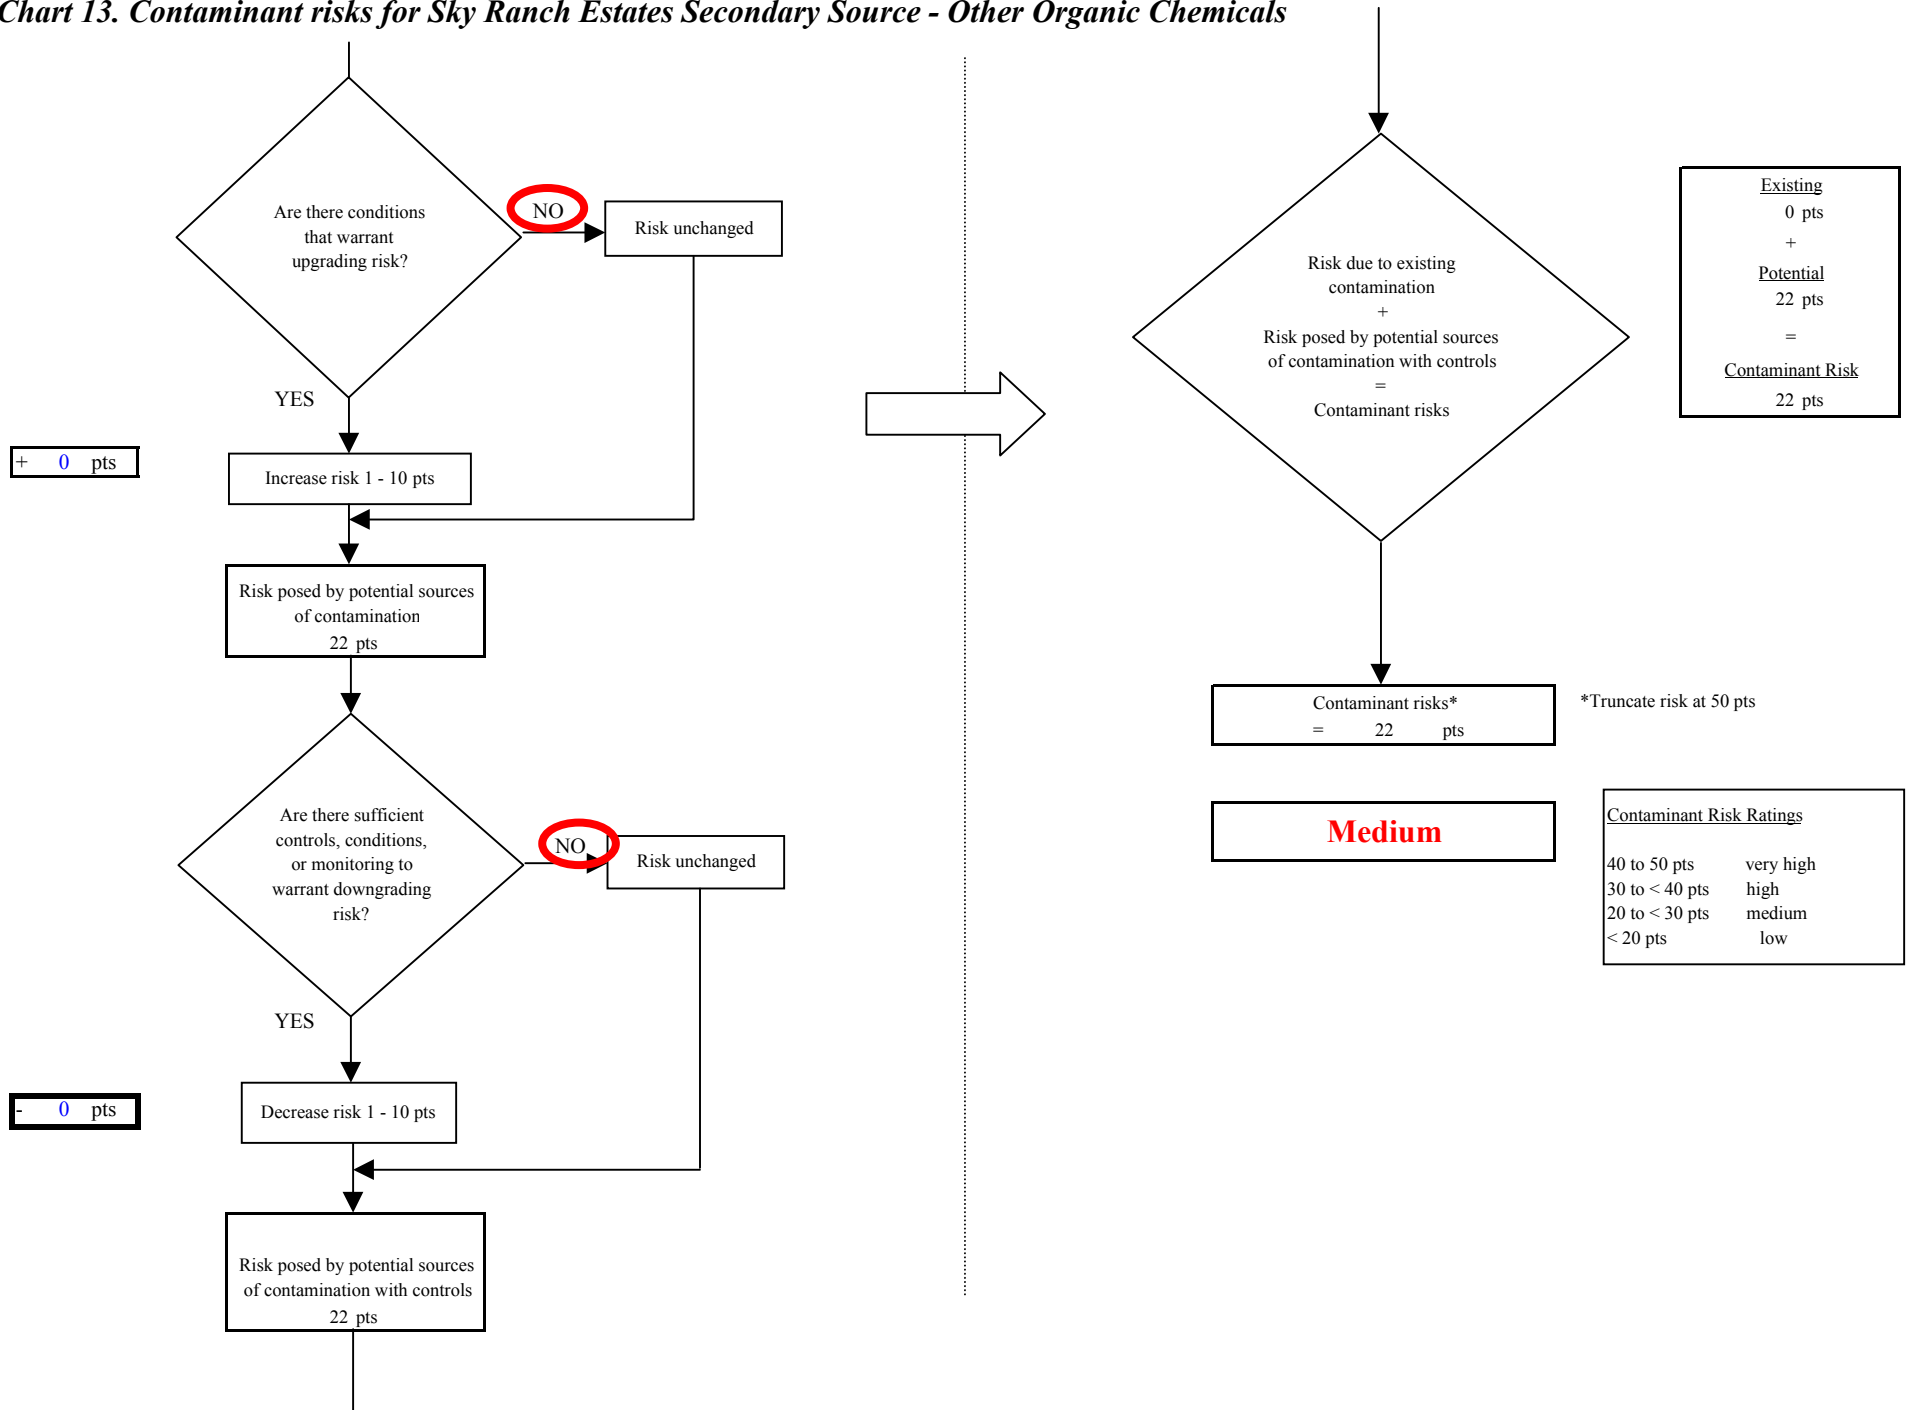 Chart 13. Contaminant risks for Sky Ranch Estates Secondary Source - Other Organic Chemicals
Are there conditions
that warrant
upgrading risk?
NO
Risk unchanged
YES
+ 0 pts
Increase risk 1 - 10 pts
Risk posed by potential sources
of contamination
22 pts
Are there sufficient
controls, conditions,
or monitoring to
warrant downgrading
risk?
NO
Risk unchanged
YES
- 0 pts
Decrease risk 1 - 10 pts
Risk posed by potential sources
of contamination with controls
22 pts
Risk due to existing
contamination
+
Risk posed by potential sources
of contamination with controls
=
Contaminant risks
Existing
0 pts
+
Potential
22 pts
=
Contaminant Risk
22 pts
Contaminant risks*
= 22 pts
*Truncate risk at 50 pts
Medium
Contaminant Risk Ratings
40 to 50 pts very high
30 to < 40 pts high
20 to < 30 pts medium
< 20 pts low